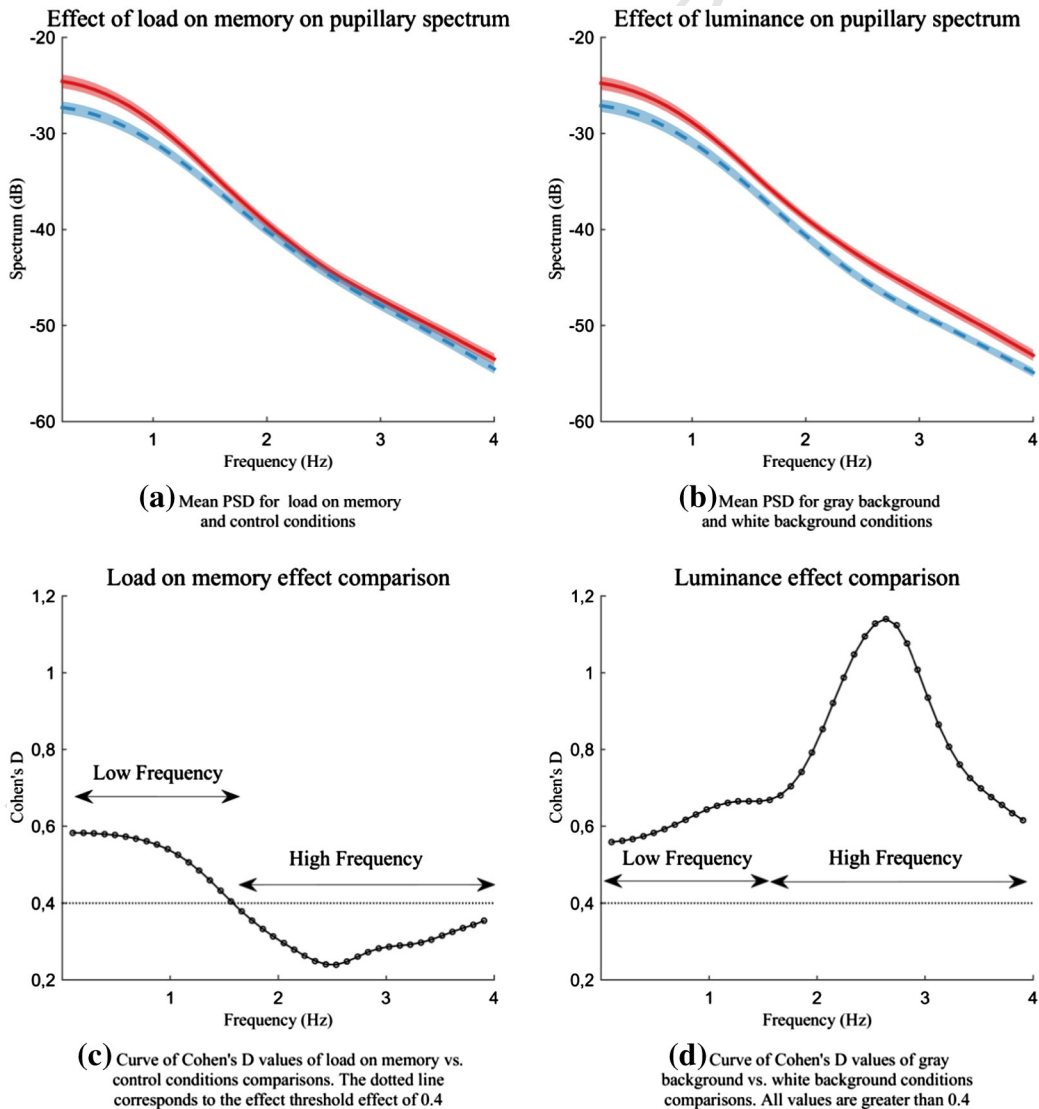 Effect of load on memory on pupillary spectrum
-20
-30
-40
-50
-60
Spectrum (dB)
1
2
3
4
Frequency (Hz)
(a) Mean PSD for load on memory
and control conditions
Effect of luminance on pupillary spectrum
-20
-30
-40
-50
-60
Spectrum (dB)
1
2
3
4
Frequency (Hz)
(b) Mean PSD for gray background
and white background conditions
Load on memory effect comparison
1,2
1
0,8
0,6
0,4
0,2
Cohen's D
Low Frequency
High Frequency
1
2
3
4
Frequency (Hz)
(c) Curve of Cohen's D values of load on memory vs.
control conditions comparisons. The dotted line
corresponds to the effect threshold effect of 0.4
Luminance effect comparison
1,2
1
0,8
0,6
0,4
0,2
Cohen's D
Low Frequency
High Frequency
1
2
3
4
Frequency (Hz)
(d) Curve of Cohen's D values of gray
background vs. white background conditions
comparisons. All values are greater than 0.4